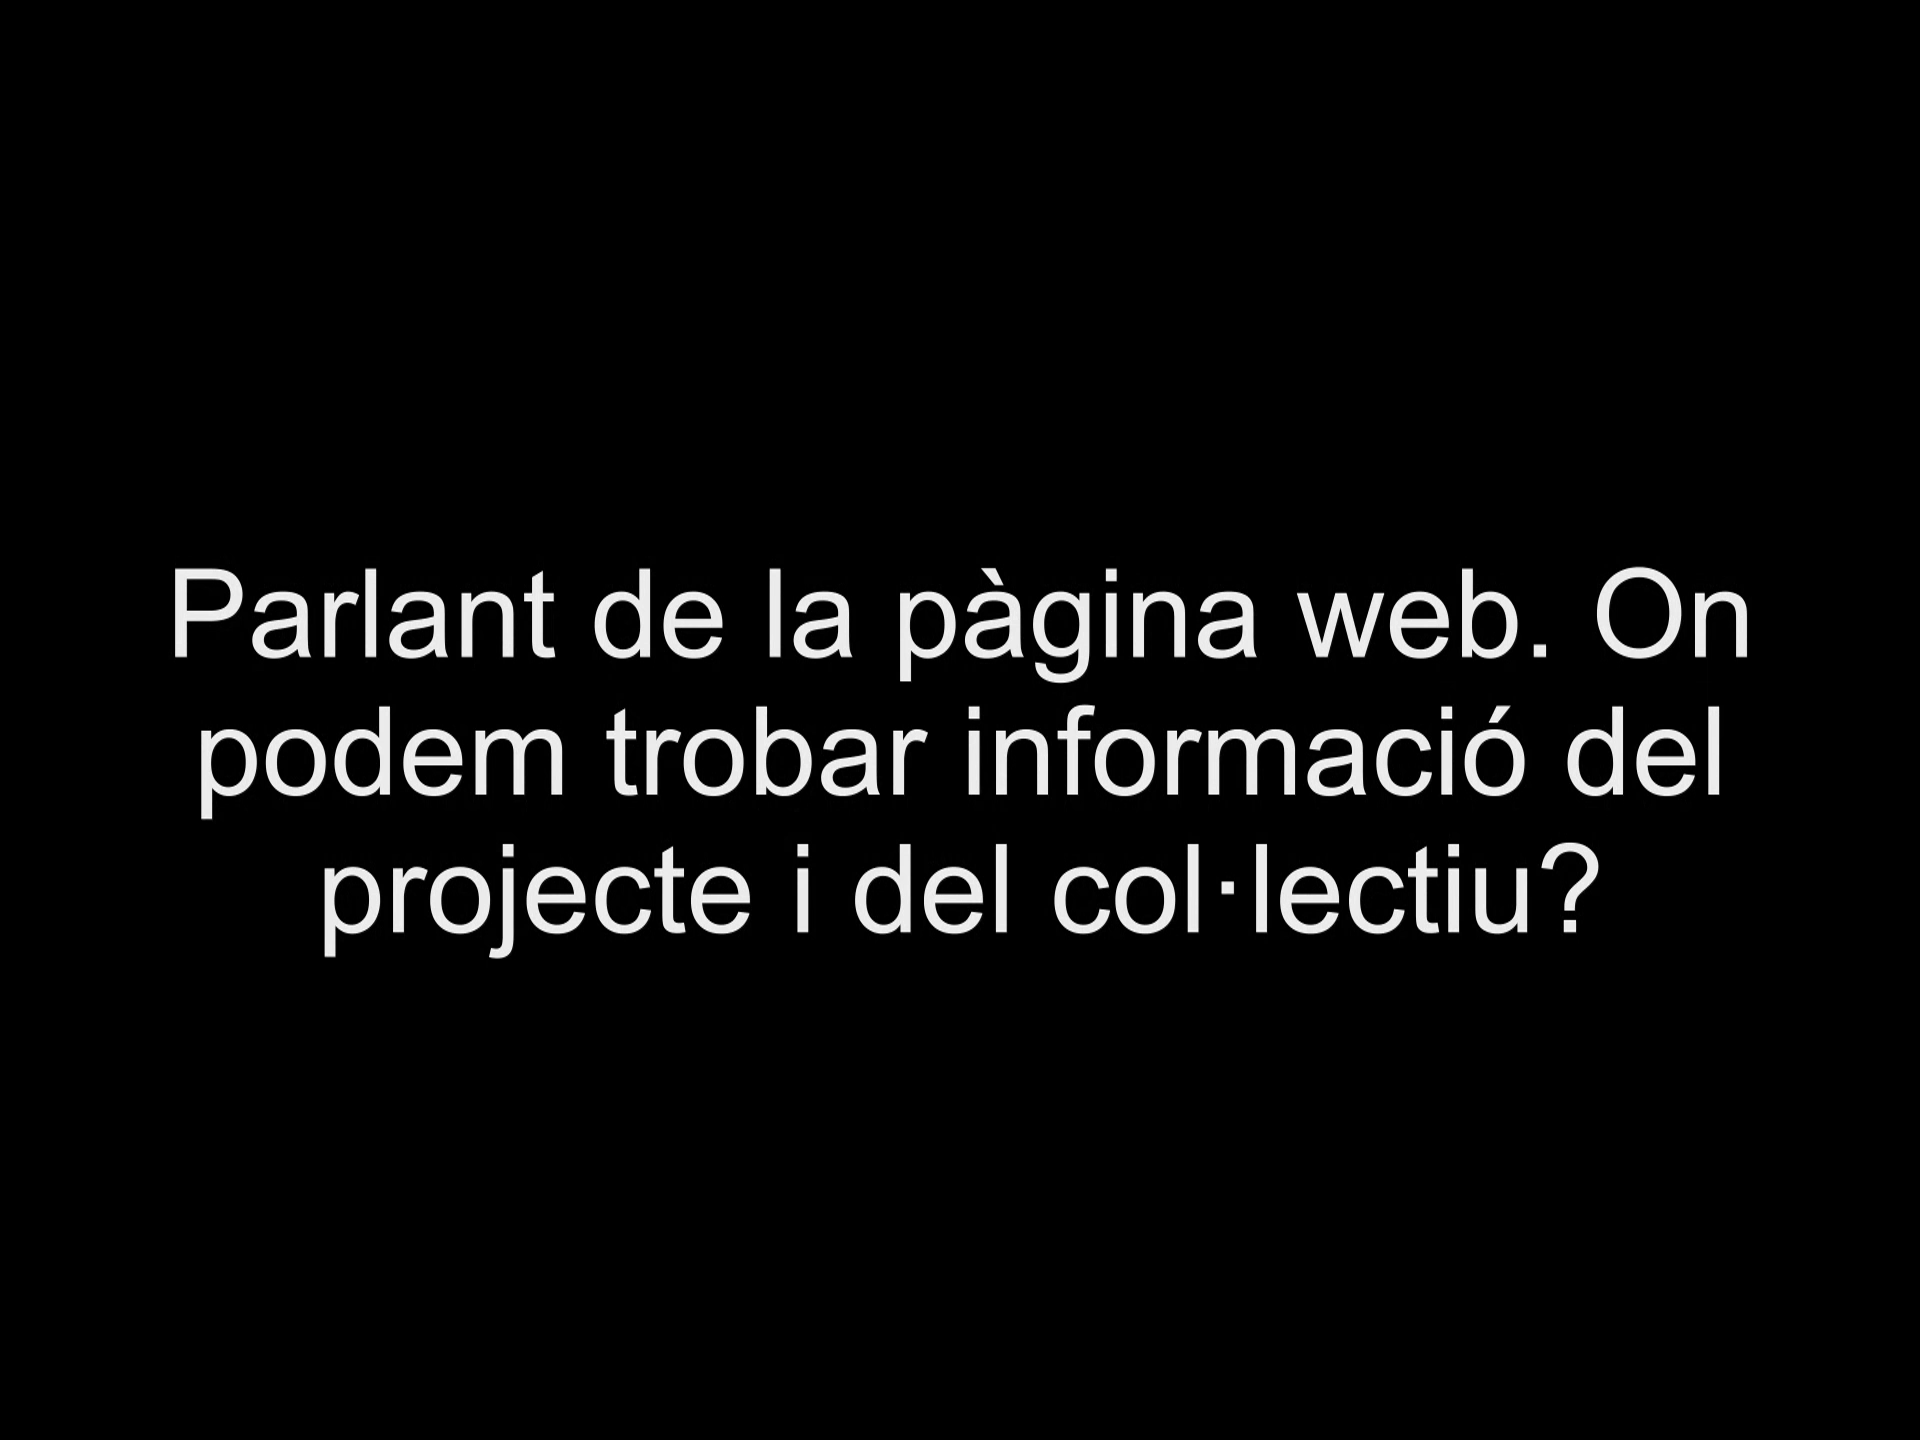 Parlant de la pàgina web. On
podem trobar informació del
projecte i del col·lectiu?